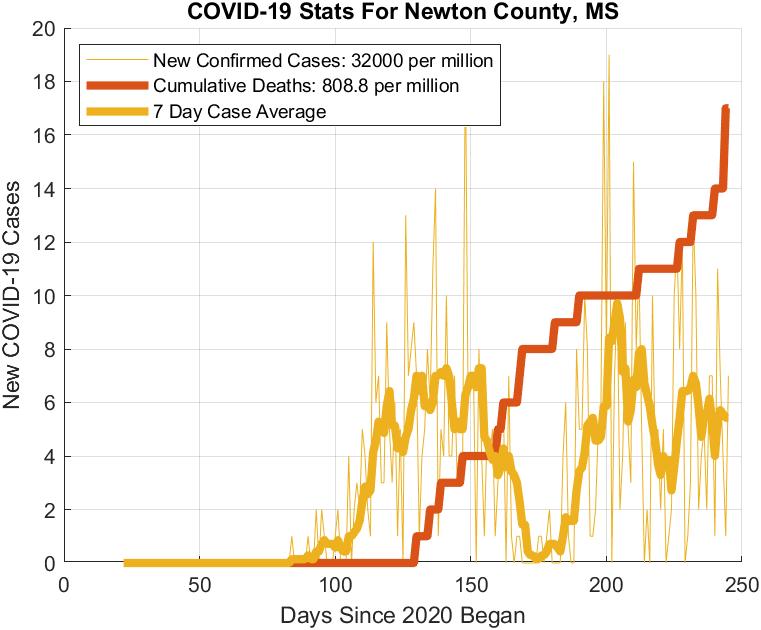 COVID-19 Stats For Newton County, MS
New Confirmed Cases: 32000 per million
Cumulative Deaths: 808.8 per million
7 Day Case Average
New COVID-19 Cases
20
18
16
14
12
10
8
6
4
2
0
0 50 100 150 200 250
Days Since 2020 Began